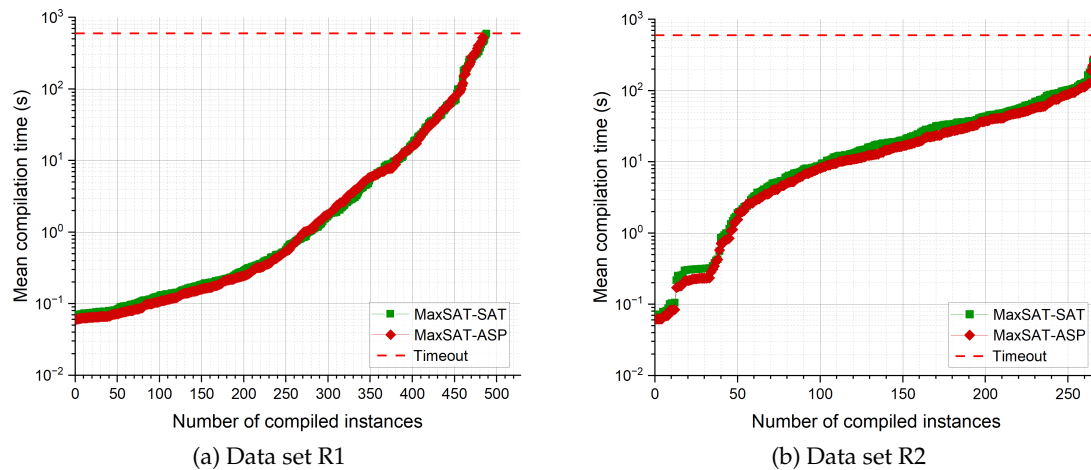 10³
10²
10¹
10⁰
10⁻¹
10⁻²
Mean compilation time (s)
MaxSAT-SAT
MaxSAT-ASP
Timeout
0 50 100 150 200 250 300 350 400 450 500
Number of compiled instances
(a) Data set R1
10³
10²
10¹
10⁰
10⁻¹
10⁻²
Mean compilation time (s)
MaxSAT-SAT
MaxSAT-ASP
Timeout
0 50 100 150 200 250
Number of compiled instances
(b) Data set R2